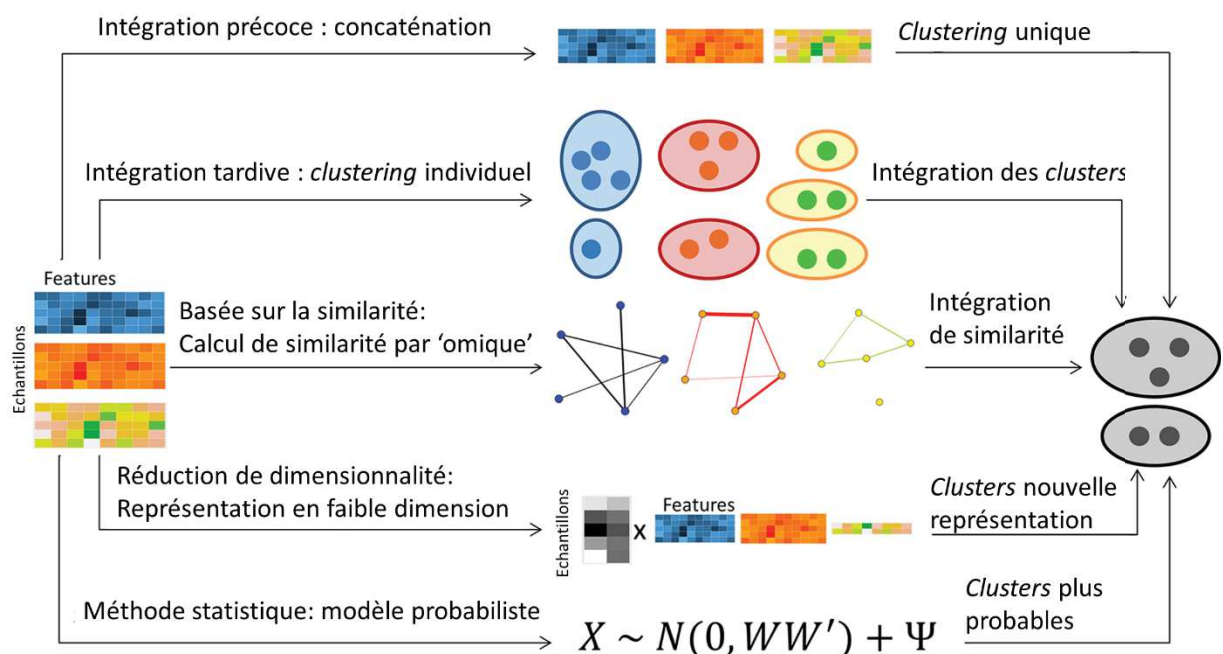 Intégration précoce : concaténation
Clustering unique
Intégration tardive : clustering individuel
Intégration des clusters
Features
Echantillons
Basée sur la similarité:
Calcul de similarité par ‘omique’
Intégration
de similarité
Réduction de dimensionnalité:
Représentation en faible dimension
Echantillons
X
Features
Clusters nouvelle
représentation
Méthode statistique: modèle probabiliste
X ~ N(0, WW′) + Ψ
Clusters plus
probables